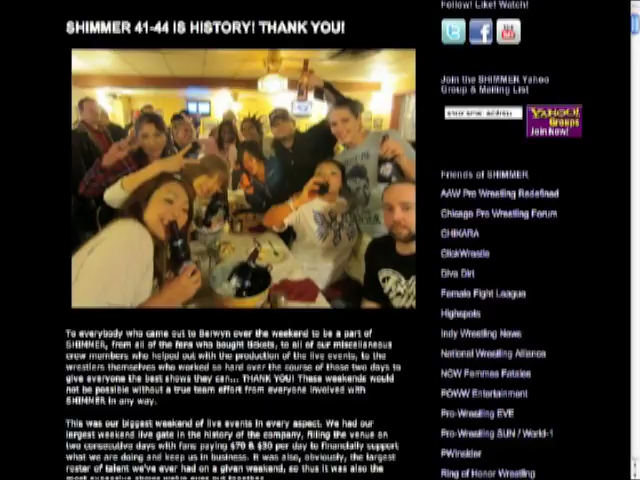 Follow! Like! Watch!
SHIMMER 41-44 IS HISTORY! THANK YOU!
Join the SHIMMER Yahoo
Group & Mailing List
enter email address
YAHOO!
Groups
Join Now!
Friends of SHIMMER
AAW Pro Wrestling Redefined
Chicago Pro Wrestling Forum
CHIKARA
ClickWrestle
Diva Dirt
Female Fight League
Highspots
Indy Wrestling News
National Wrestling Alliance
NCW Femmes Fatales
PGWW Entertainment
Pro-Wrestling EVE
Pro-Wrestling SUN / World-1
PWInsider
Ring of Honor Wrestling
To everybody who came out to Berwyn over the weekend to be a part of
SHIMMER, from all of the fans who bought tickets, to all of our miscellaneous
crew members who helped out with the production of the live events, to the
wrestlers themselves who worked so hard over the course of those two days to
give everyone the best shows they can... THANK YOU! These weekends would
not be possible without a true team effort from everyone involved with
SHIMMER in any way.
This was our biggest weekend of live events in every aspect. We had our
largest weekend live gate in the history of the company, filling the venue on
two consecutive days with fans paying $70 & $30 per day to financially support
what we are doing and keep us in business. It was also, obviously, the largest
roster of talent we've ever had on a given weekend, so thus it was also the